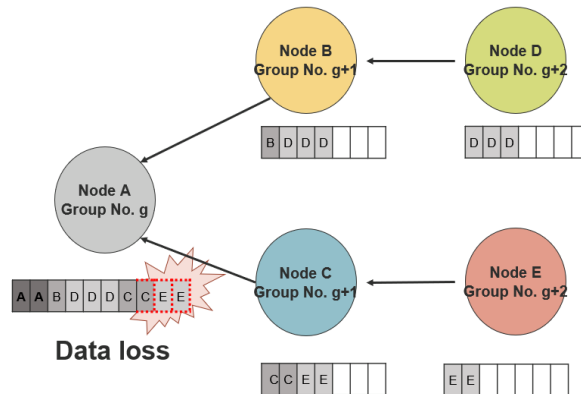 Node B
Group No. g+1
Node D
Group No. g+2
B D D D
D D D
Node A
Group No. g
Node C
Group No. g+1
Node E
Group No. g+2
A A B D D D C C E E
Data loss
C C E E
E E